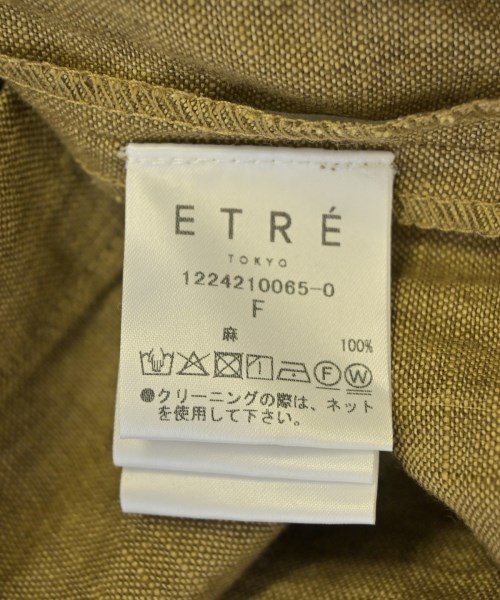 ETRÉ
TOKYO
1224210065-0
F
麻 100%
F W
●クリーニングの際は、ネット
を使用して下さい。